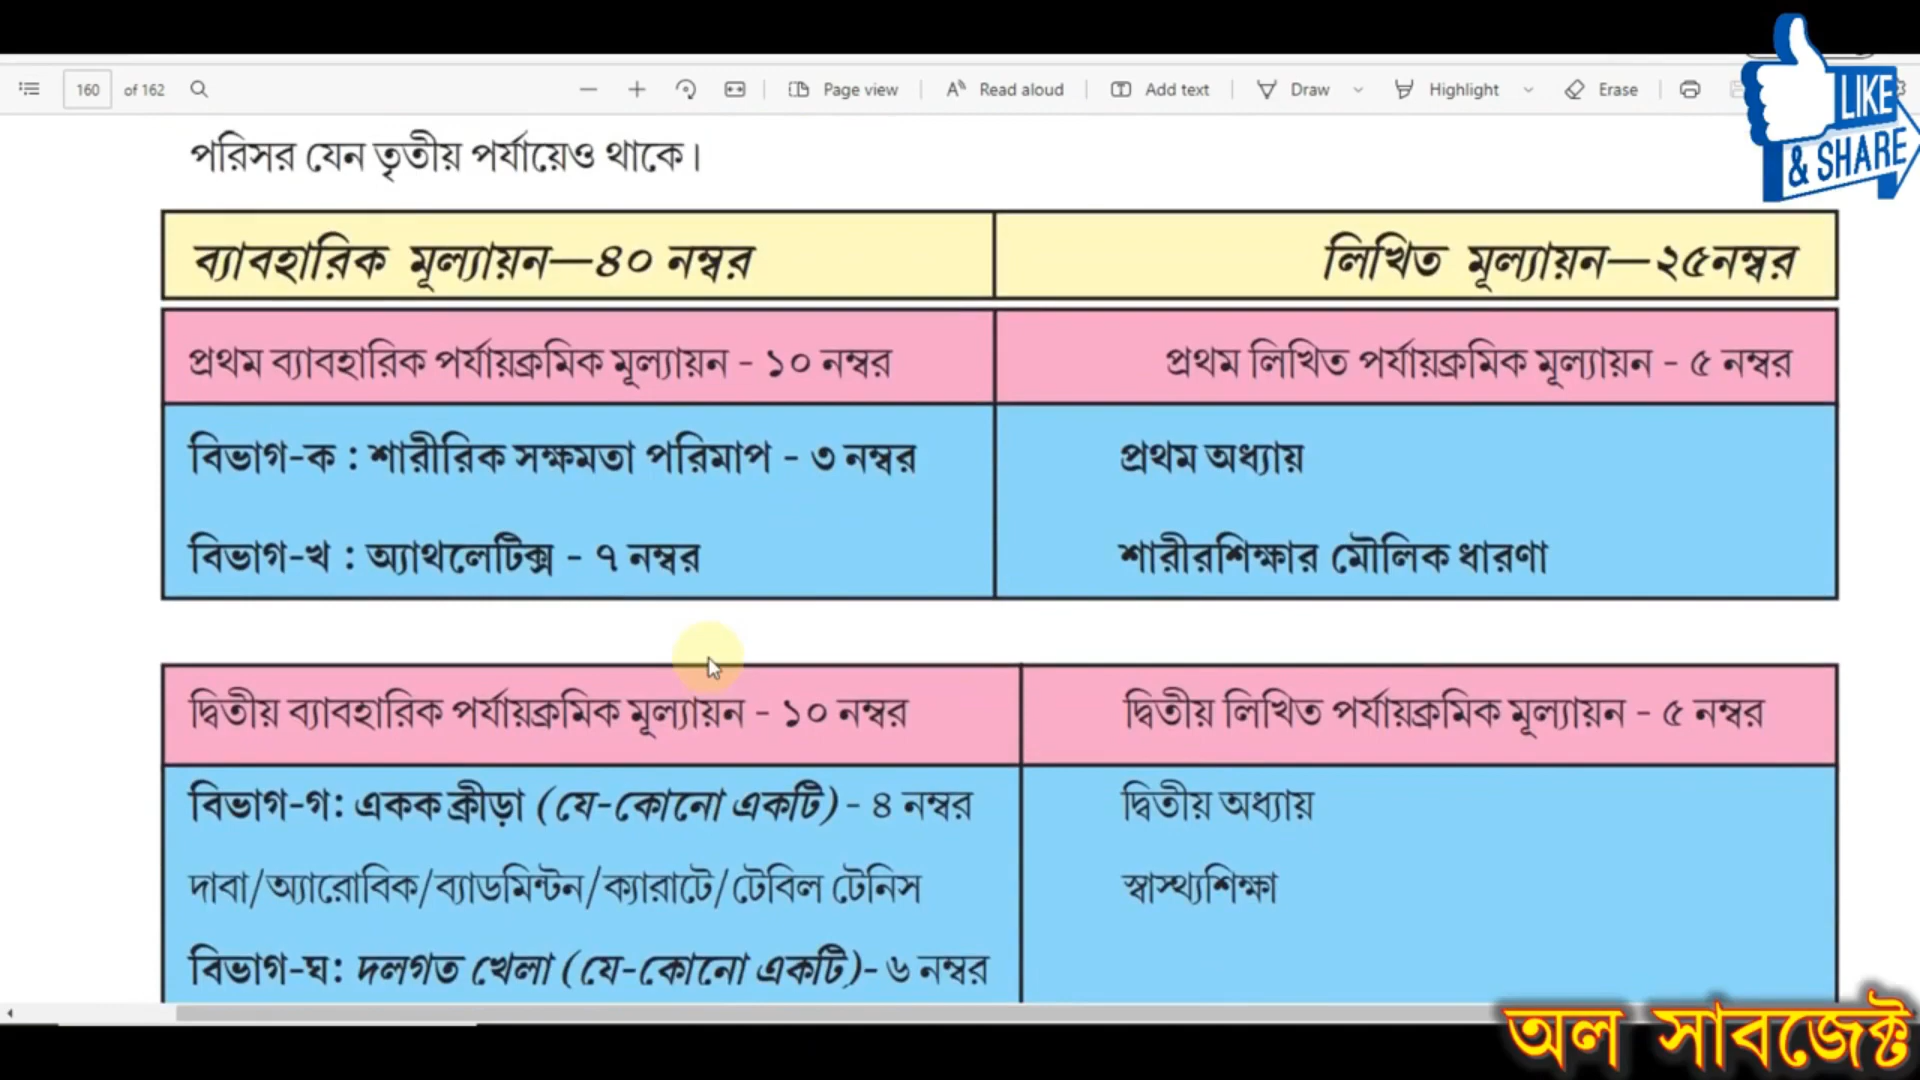 160 of 162 Page view Read aloud Add text Draw Highlight Erase
LIKE
& SHARE
পরিসর যেন তৃতীয় পর্যায়েও থাকে।
ব্যাবহারিক মূল্যায়ন—৪০ নম্বর লিখিত মূল্যায়ন—২৫নম্বর
প্রথম ব্যাবহারিক পর্যায়ক্রমিক মূল্যায়ন - ১০ নম্বর প্রথম লিখিত পর্যায়ক্রমিক মূল্যায়ন - ৫ নম্বর
বিভাগ-ক : শারীরিক সক্ষমতা পরিমাপ - ৩ নম্বর প্রথম অধ্যায়
বিভাগ-খ : অ্যাথলেটিক্স - ৭ নম্বর শারীরশিক্ষার মৌলিক ধারণা
দ্বিতীয় ব্যাবহারিক পর্যায়ক্রমিক মূল্যায়ন - ১০ নম্বর দ্বিতীয় লিখিত পর্যায়ক্রমিক মূল্যায়ন - ৫ নম্বর
বিভাগ-গ: একক ক্রীড়া (যে-কোনো একটি) - ৪ নম্বর দ্বিতীয় অধ্যায়
দাবা/অ্যারোবিক/ব্যাডমিন্টন/ক্যারাটে/টেবিল টেনিস স্বাস্থ্যশিক্ষা
বিভাগ-ঘ: দলগত খেলা (যে-কোনো একটি)- ৬ নম্বর
অল সাবজেক্ট